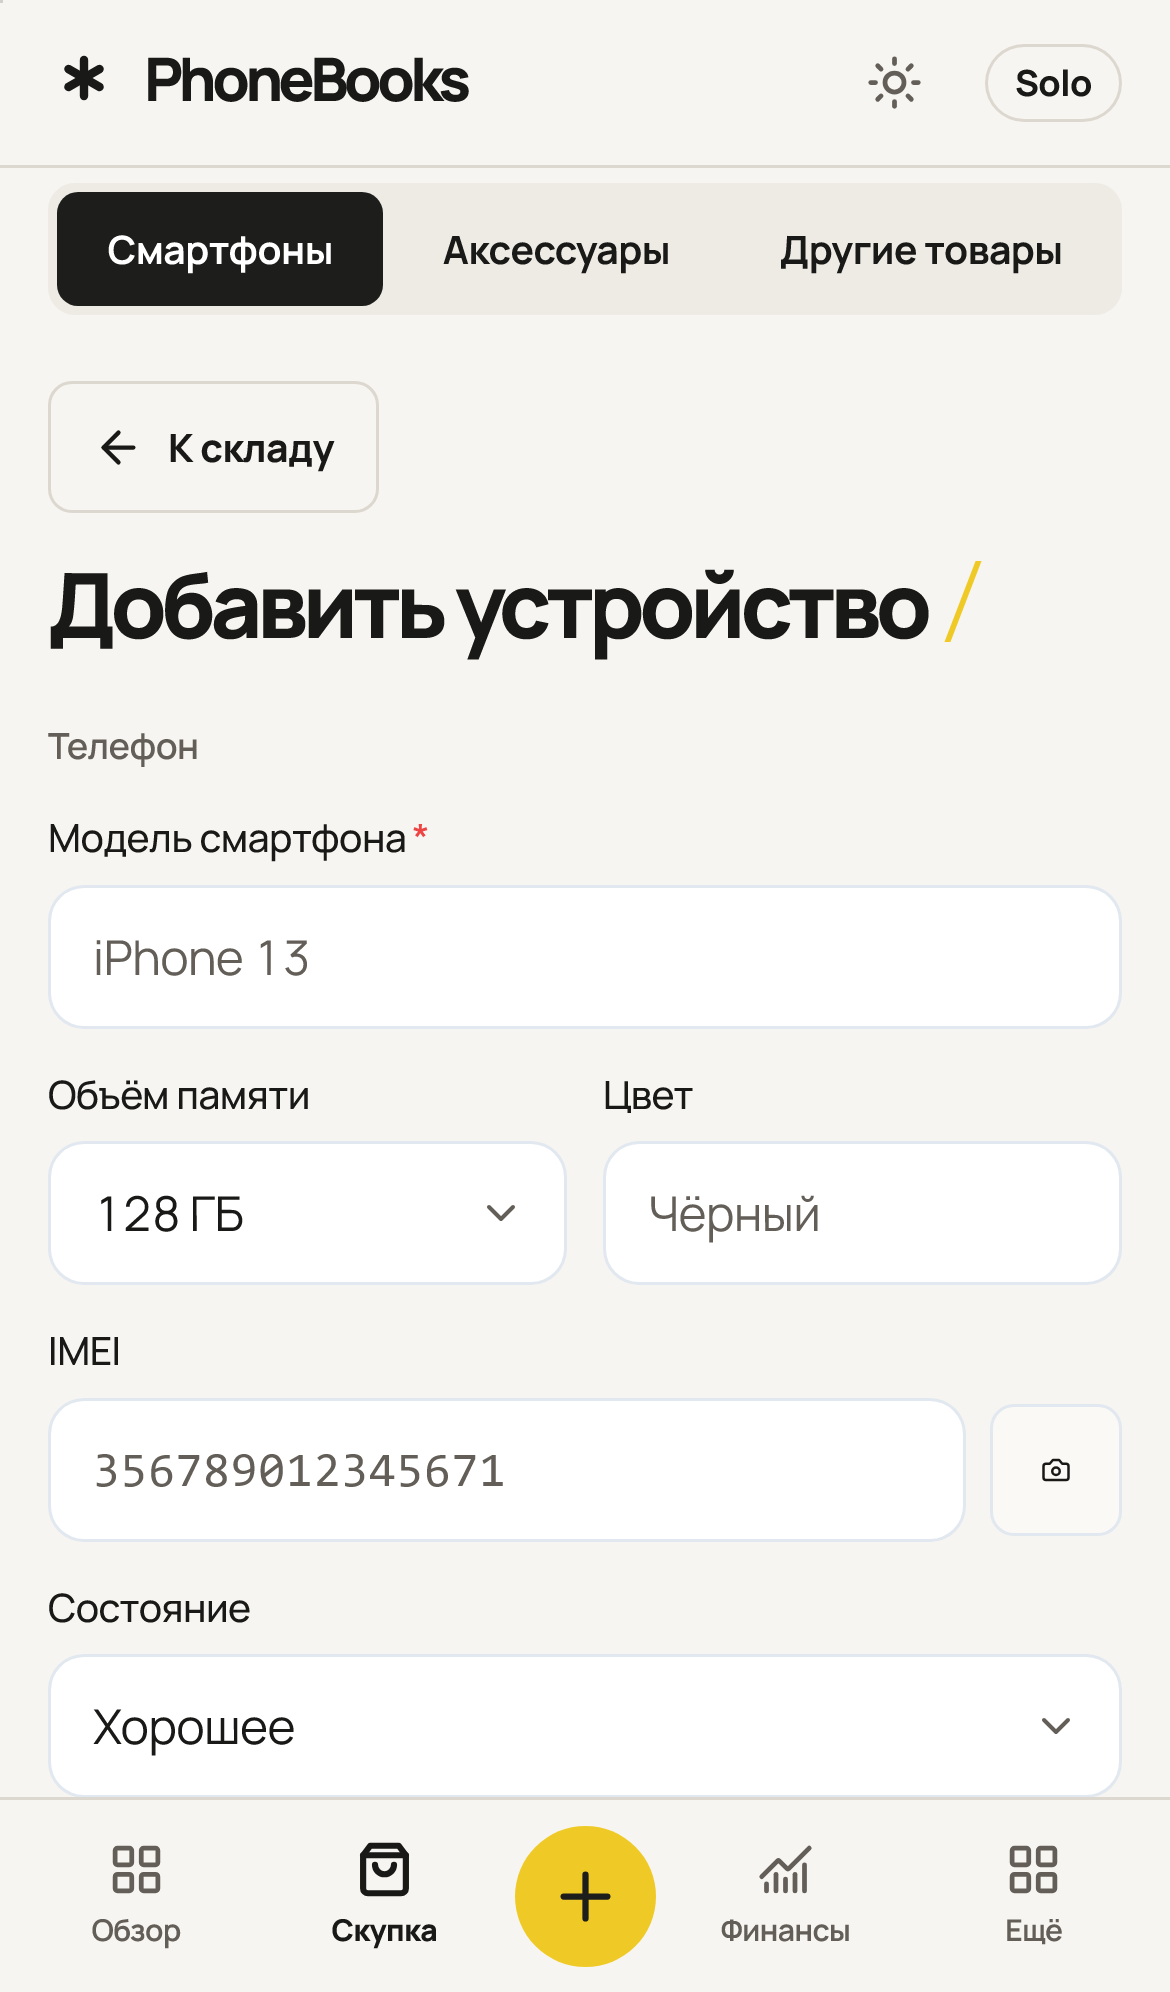 PhoneBooks
Solo
Смартфоны
Аксессуары
Другие товары
К складу
Добавить устройство /
Телефон
Модель смартфона *
iPhone 13
Объём памяти
Цвет
128 ГБ
Чёрный
IMEI
356789012345671
Состояние
Хорошее
Обзор
Скупка
Финансы
Ещё